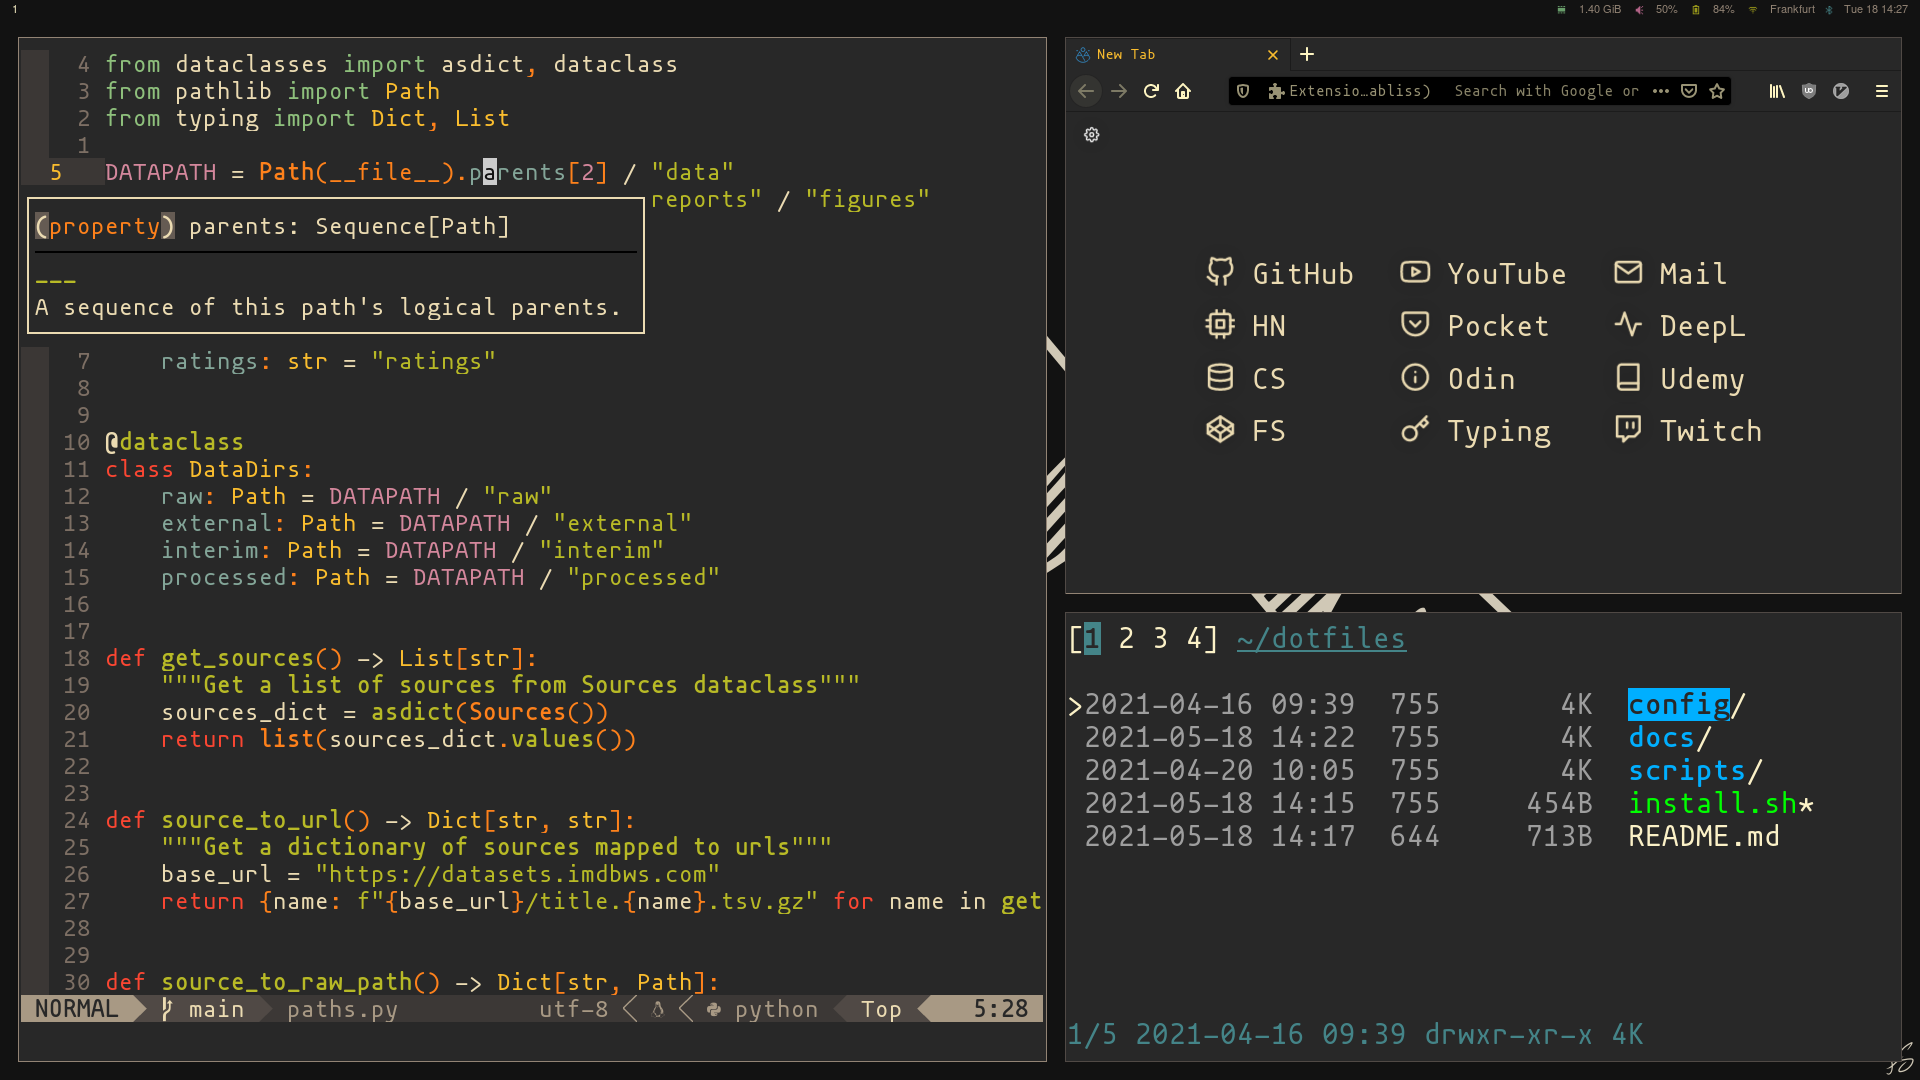 1
1.40 GiB 50% 84% Frankfurt Tue 18 14:27
4 from dataclasses import asdict, dataclass
3 from pathlib import Path
2 from typing import Dict, List
1
5 DATAPATH = Path(__file__).parents[2] / "data"
reports" / "figures"
(property) parents: Sequence[Path]
---
A sequence of this path's logical parents.
7 ratings: str = "ratings"
8
9
10 @dataclass
11 class DataDirs:
12 raw: Path = DATAPATH / "raw"
13 external: Path = DATAPATH / "external"
14 interim: Path = DATAPATH / "interim"
15 processed: Path = DATAPATH / "processed"
16
17
18 def get_sources() -> List[str]:
19 """Get a list of sources from Sources dataclass"""
20 sources_dict = asdict(Sources())
21 return list(sources_dict.values())
22
23
24 def source_to_url() -> Dict[str, str]:
25 """Get a dictionary of sources mapped to urls"""
26 base_url = "https://datasets.imdbws.com"
27 return {name: f"{base_url}/title.{name}.tsv.gz" for name in get
28
29
30 def source_to_raw_path() -> Dict[str, Path]:
NORMAL main paths.py utf-8 python Top 5:28
New Tab
Extensio…abliss) Search with Google or
GitHub YouTube Mail
HN Pocket DeepL
CS Odin Udemy
FS Typing Twitch
[1 2 3 4] ~/dotfiles
>2021-04-16 09:39 755 4K config/
2021-05-18 14:22 755 4K docs/
2021-04-20 10:05 755 4K scripts/
2021-05-18 14:15 755 454B install.sh*
2021-05-18 14:17 644 713B README.md
1/5 2021-04-16 09:39 drwxr-xr-x 4K